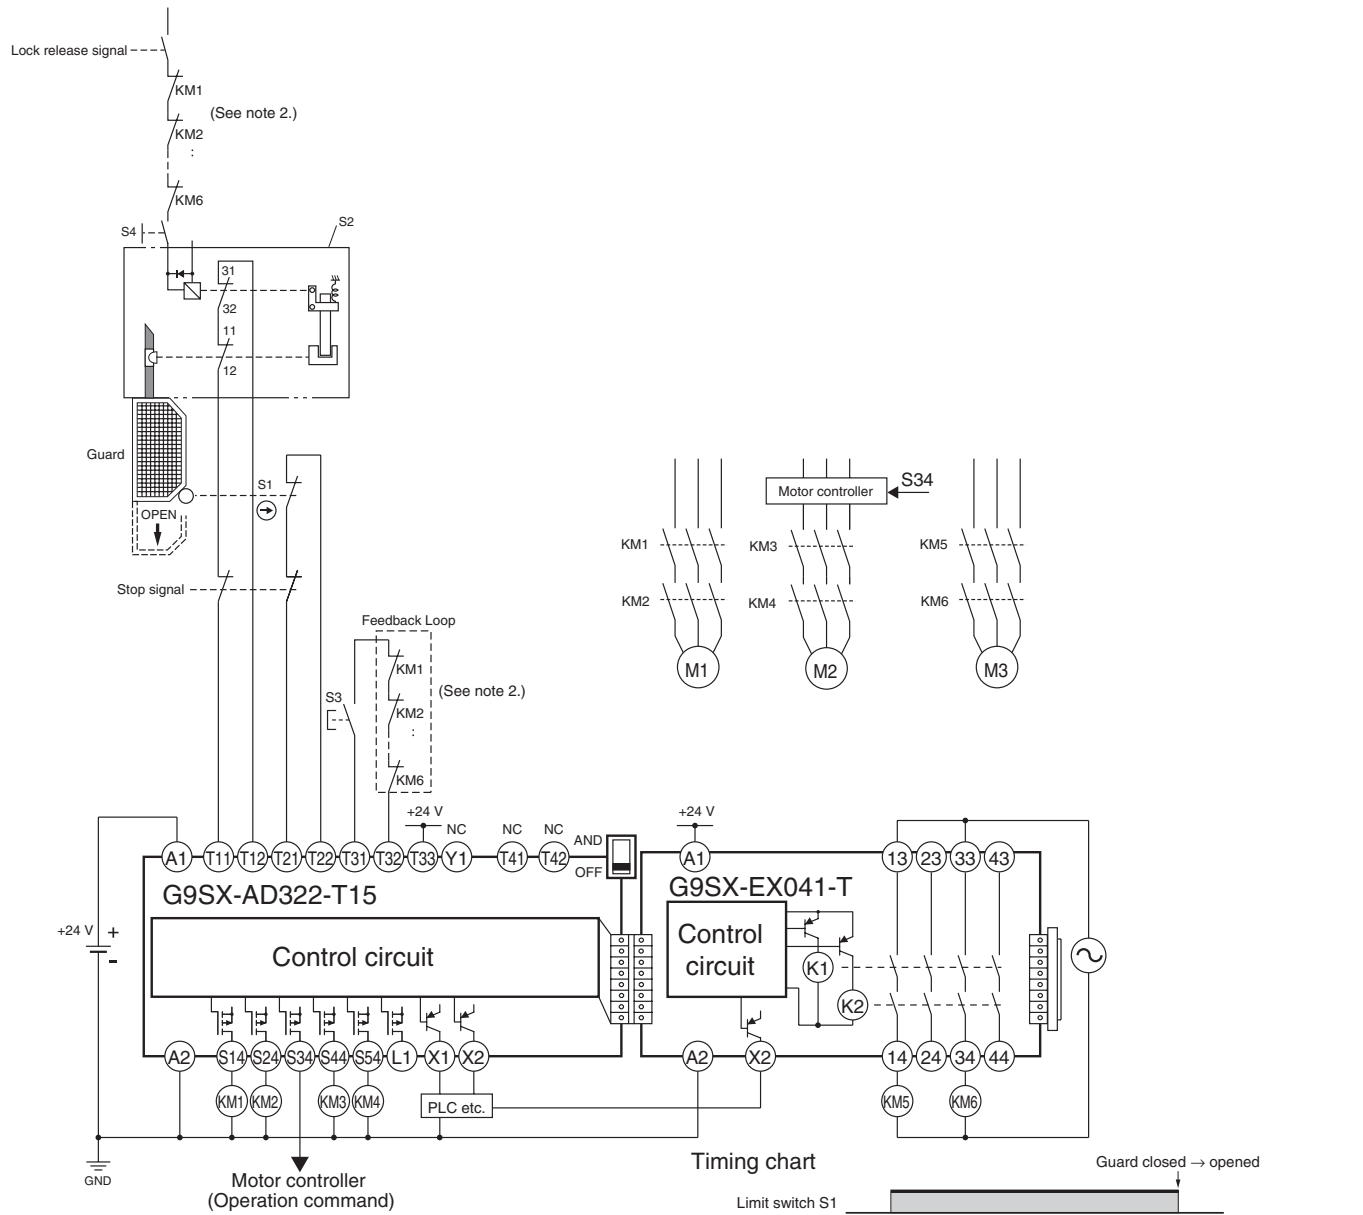 Lock release signal
KM1
(See note 2.)
KM2
:
KM6
S4
S2
31
32
11
12
Guard
S1
OPEN
Stop signal
Feedback Loop
KM1
(See note 2.)
S3
KM2
:
KM6
Motor controller
S34
KM1
KM3
KM5
KM2
KM4
KM6
M1
M2
M3
+24 V
NC
NC
NC
AND
OFF
A1
T11
T12
T21
T22
T31
T32
T33
Y1
T41
T42
+24 V
A1
13
23
33
43
G9SX-AD322-T15
G9SX-EX041-T
Control circuit
Control
circuit
K1
K2
+24 V
+
-
A2
S14
S24
S34
S44
S54
L1
X1
X2
A2
X2
14
24
34
44
KM1
KM2
KM3
KM4
PLC etc.
KM5
KM6
GND
Motor controller
(Operation command)
Timing chart
Guard closed → opened
Limit switch S1